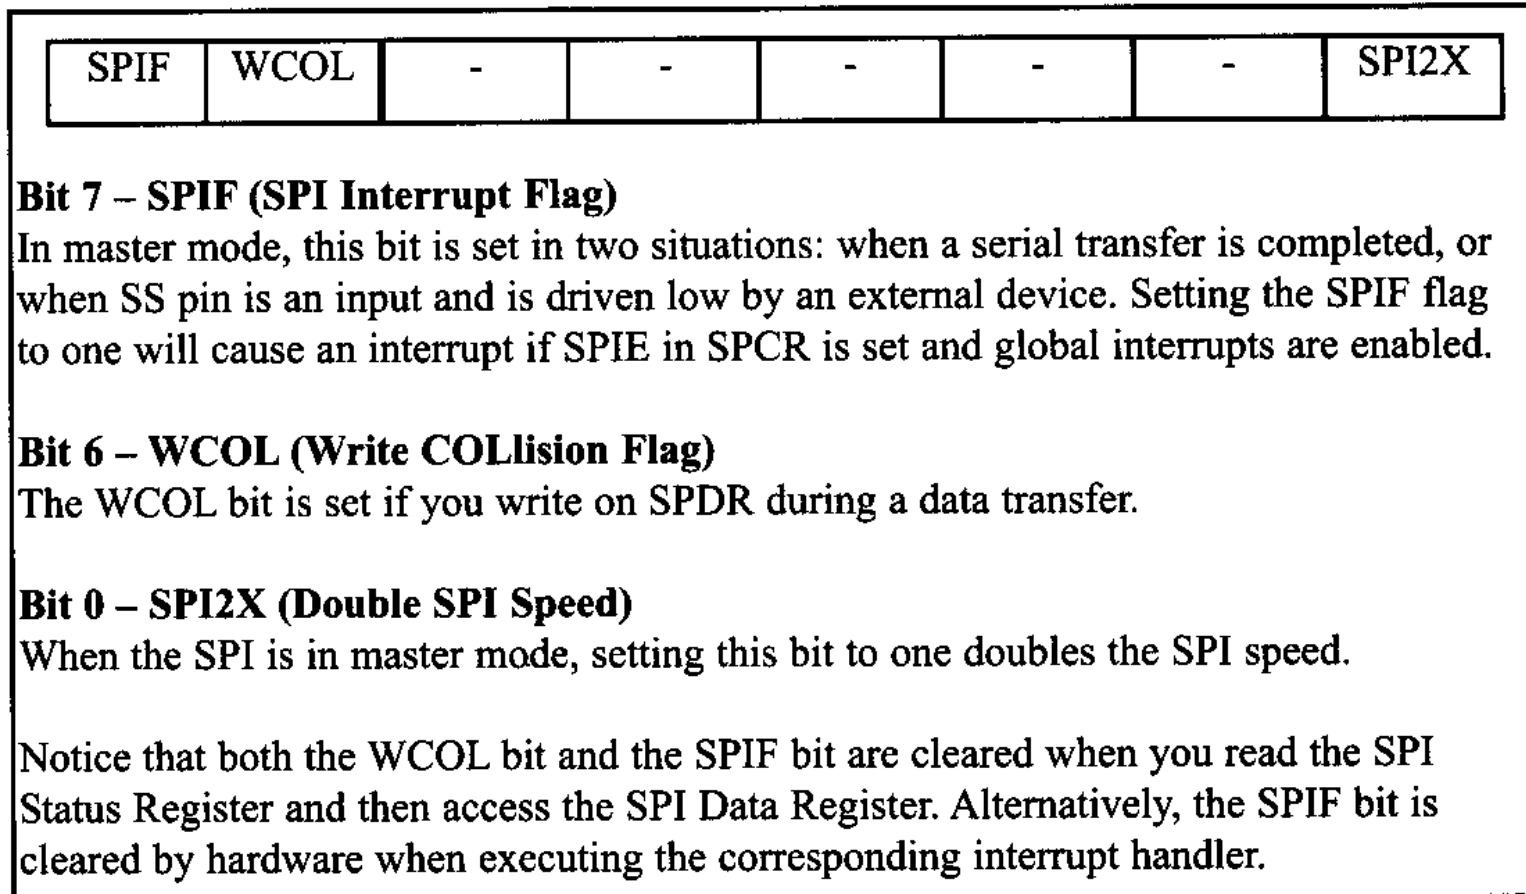 SPIF WCOL - - - - - SPI2X
Bit 7 – SPIF (SPI Interrupt Flag)
In master mode, this bit is set in two situations: when a serial transfer is completed, or
when SS pin is an input and is driven low by an external device. Setting the SPIF flag
to one will cause an interrupt if SPIE in SPCR is set and global interrupts are enabled.
Bit 6 – WCOL (Write COLlision Flag)
The WCOL bit is set if you write on SPDR during a data transfer.
Bit 0 – SPI2X (Double SPI Speed)
When the SPI is in master mode, setting this bit to one doubles the SPI speed.
Notice that both the WCOL bit and the SPIF bit are cleared when you read the SPI
Status Register and then access the SPI Data Register. Alternatively, the SPIF bit is
cleared by hardware when executing the corresponding interrupt handler.